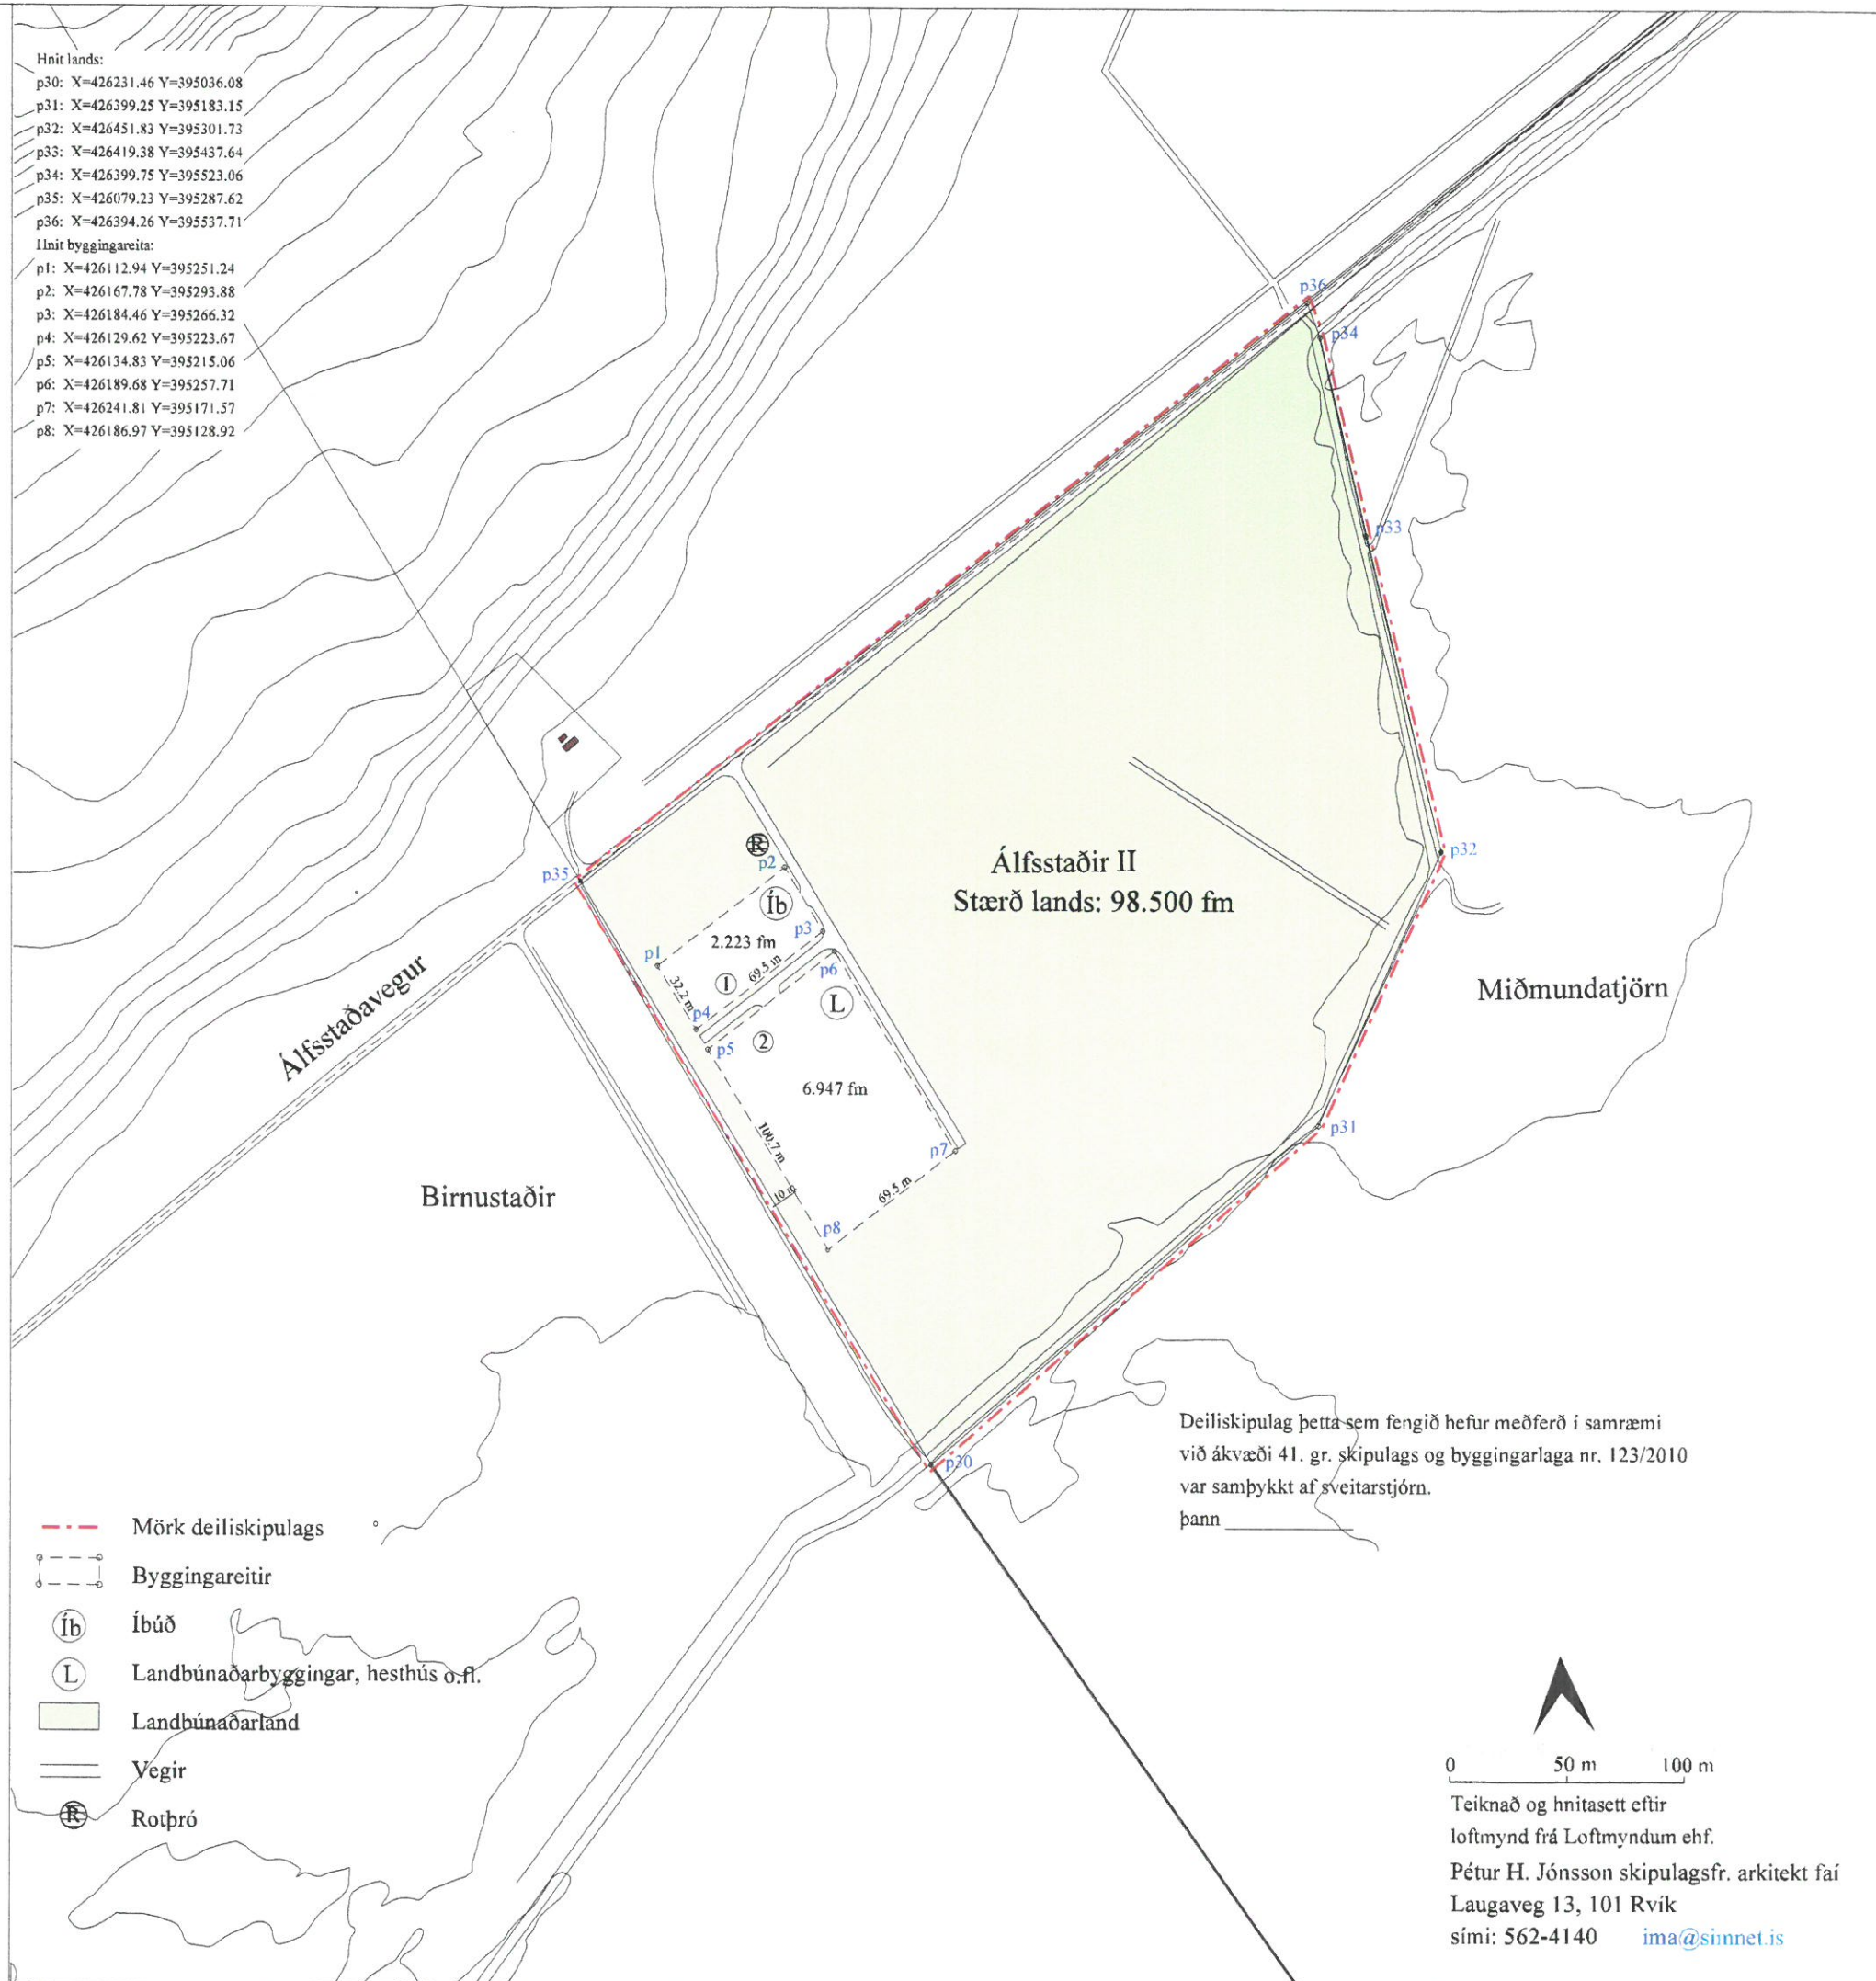 Hnit lands:
p30: X=426231.46 Y=395036.08
p31: X=426399.25 Y=395183.15
p32: X=426451.83 Y=395301.73
p33: X=426419.38 Y=395437.64
p34: X=426399.75 Y=395523.06
p35: X=426079.23 Y=395287.62
p36: X=426394.26 Y=395537.71
Hnit byggingareita:
p1: X=426112.94 Y=395251.24
p2: X=426167.78 Y=395293.88
p3: X=426184.46 Y=395266.32
p4: X=426129.62 Y=395223.67
p5: X=426134.83 Y=395215.06
p6: X=426189.68 Y=395257.71
p7: X=426241.81 Y=395171.57
p8: X=426186.97 Y=395128.92
p36
p34
p33
p32
p31
p30
p35
R
p2
Íb
p3
2.223 fm
p1
69.5 m
32.2 m
1
p6
L
p4
p5
2
6.947 fm
100.7 m
p7
10 m
69.5 m
p8
Álfsstaðir II
Stærð lands: 98.500 fm
Álfsstaðavegur
Miðmundatjörn
Birnustaðir
Deiliskipulag þetta sem fengið hefur meðferð í samræmi
við ákvæði 41. gr. skipulags og byggingarlaga nr. 123/2010
var samþykkt af sveitarstjórn.
þann ____________
Mörk deiliskipulags
Byggingareitir
Íb Íbúð
L Landbúnaðarbyggingar, hesthús o.fl.
Landbúnaðarland
Vegir
R Rotþró
0 50 m 100 m
Teiknað og hnitasett eftir
loftmynd frá Loftmyndum ehf.
Pétur H. Jónsson skipulagsfr. arkitekt faí
Laugaveg 13, 101 Rvík
sími: 562-4140 ima@simnet.is